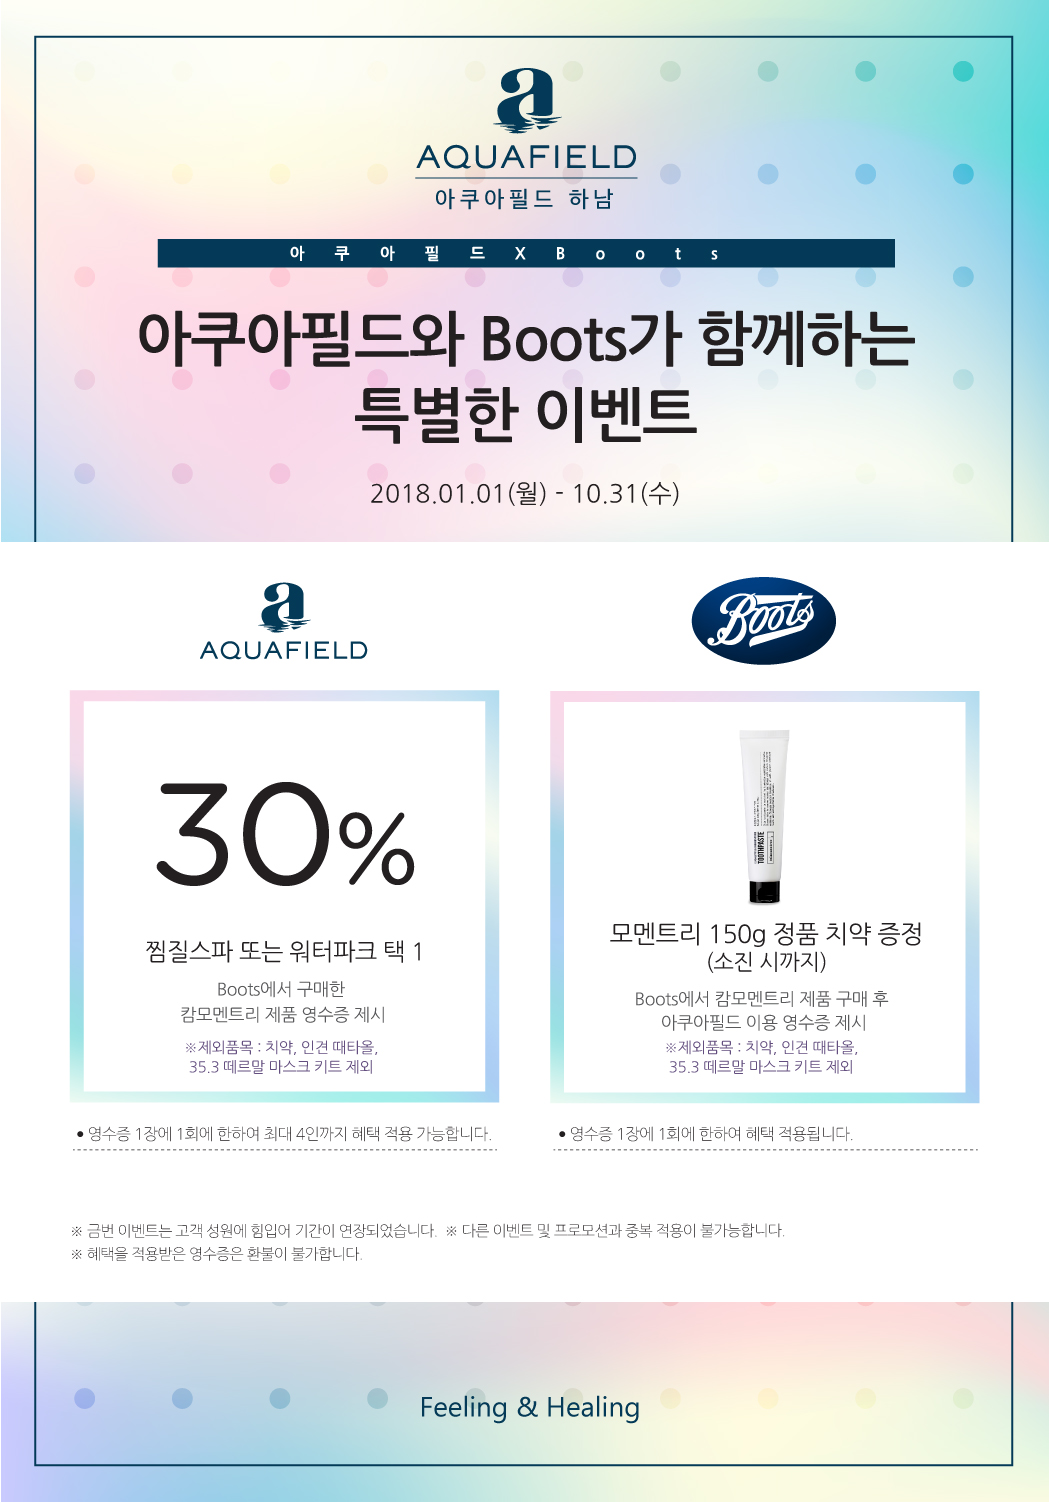 a
AQUAFIELD
아쿠아필드 하남
아쿠아필드XBoots
아쿠아필드와 Boots가 함께하는
특별한 이벤트
2018.01.01(월) - 10.31(수)
a
AQUAFIELD
30%
찜질스파 또는 워터파크 택 1
Boots에서 구매한
캄모멘트리 제품 영수증 제시
※제외품목 : 치약, 인견 때타올,
35.3 떼르말 마스크 키트 제외
• 영수증 1장에 1회에 한하여 최대 4인까지 혜택 적용 가능합니다.
Boots
TOOTHPASTE
모멘트리 150g 정품 치약 증정
(소진 시까지)
Boots에서 캄모멘트리 제품 구매 후
아쿠아필드 이용 영수증 제시
※제외품목 : 치약, 인견 때타올,
35.3 떼르말 마스크 키트 제외
• 영수증 1장에 1회에 한하여 혜택 적용됩니다.
※ 금번 이벤트는 고객 성원에 힘입어 기간이 연장되었습니다. ※ 다른 이벤트 및 프로모션과 중복 적용이 불가능합니다.
※ 혜택을 적용받은 영수증은 환불이 불가합니다.
Feeling & Healing